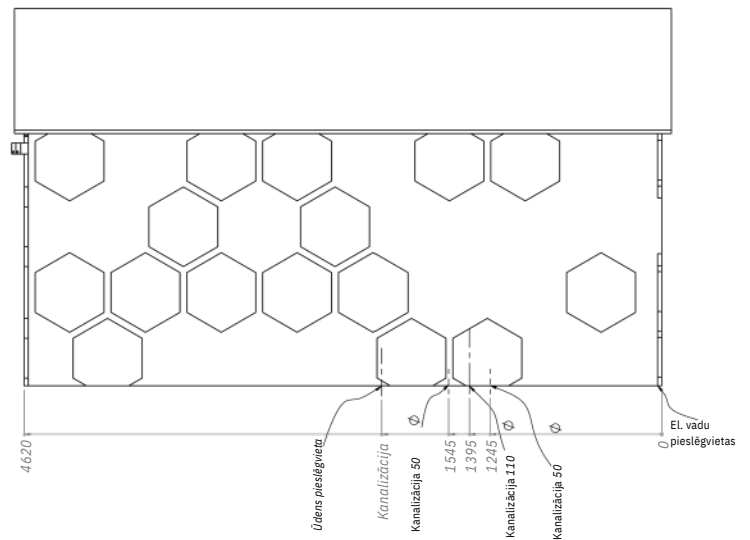 4620
Ūdens pieslēgvieta
Kanalizācija
Ø
Kanalizācija 50
1545
1395
Ø
Kanalizācija 110
1245
Ø
Kanalizācija 50
0
El. vadu
pieslēgvietas